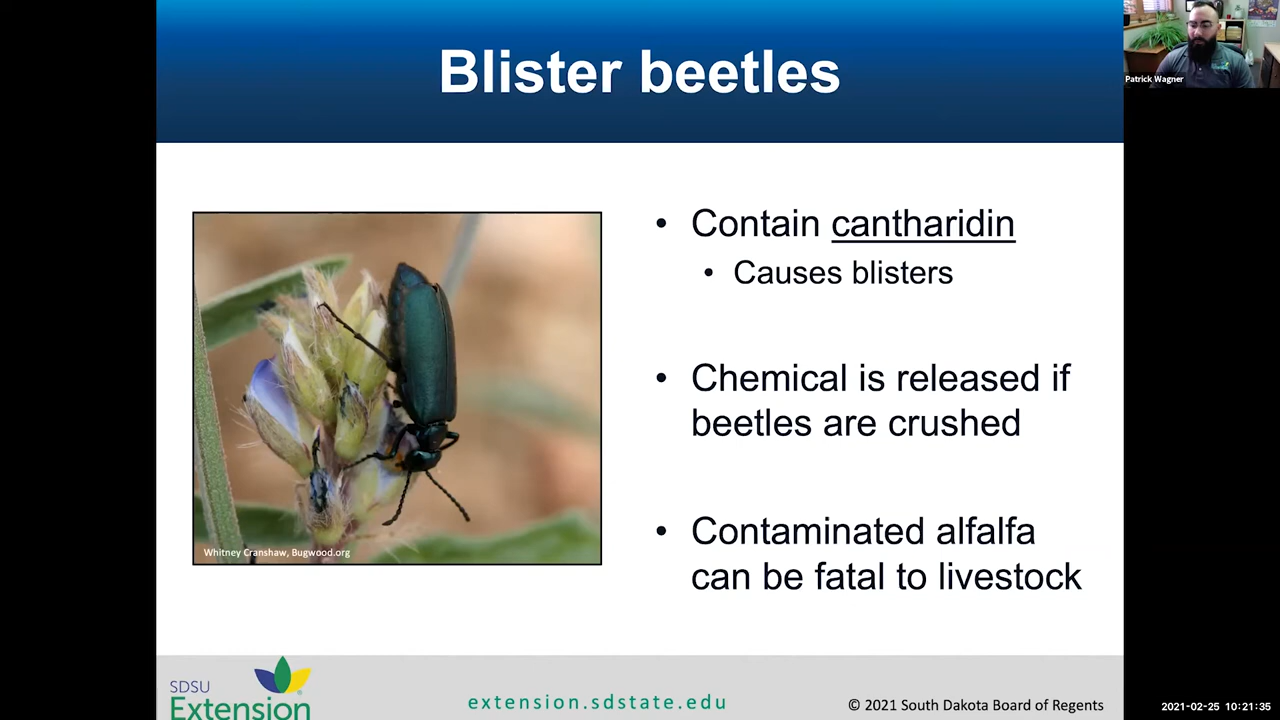 Blister beetles
Patrick Wagner
• Contain cantharidin
• Causes blisters
• Chemical is released if
beetles are crushed
• Contaminated alfalfa
can be fatal to livestock
Whitney Cranshaw, Bugwood.org
SDSU
Extension
extension.sdstate.edu
© 2021 South Dakota Board of Regents
2021-02-25 10:21:35